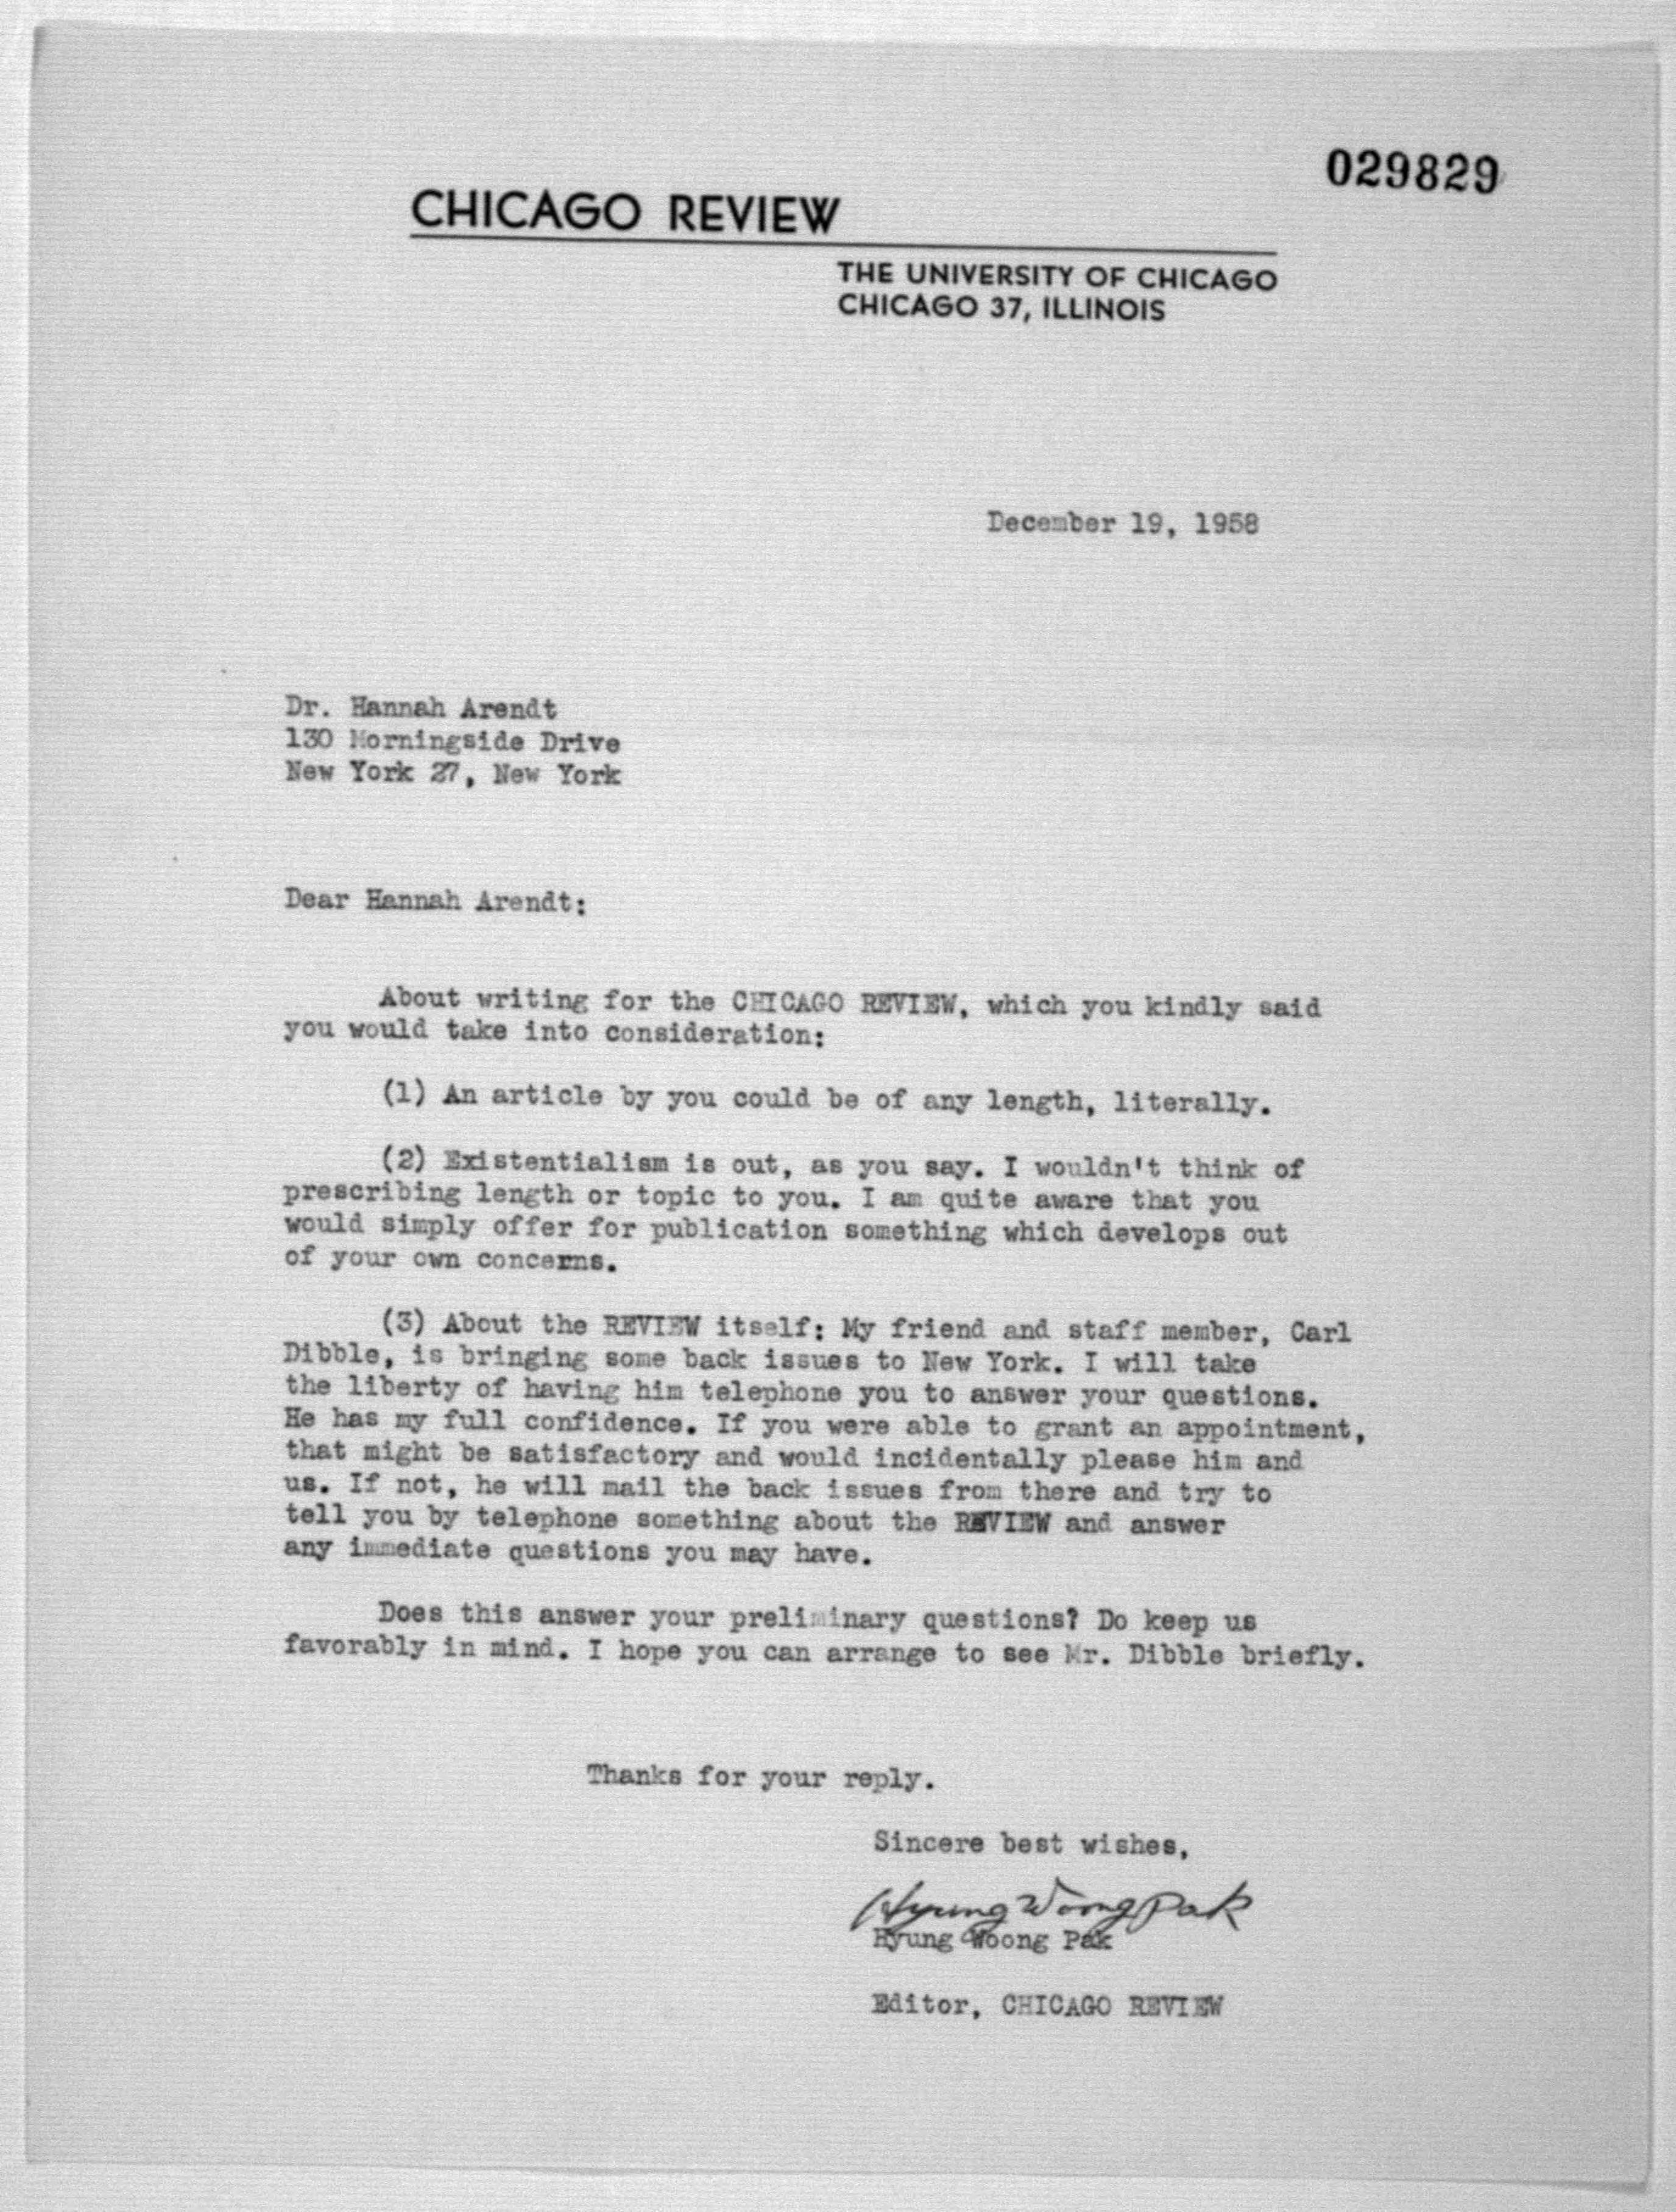 029829
CHICAGO REVIEW
THE UNIVERSITY OF CHICAGO
CHICAGO 37, ILLINOIS
December 19, 1958
Dr. Hannah Arendt
130 Morningside Drive
New York 27, New York
Dear Hannah Arendt:
About writing for the CHICAGO REVIEW, which you kindly said
you would take into consideration:
(1) An article by you could be of any length, literally.
(2) Existentialism is out, as you say. I wouldn't think of
prescribing length or topic to you. I am quite aware that you
would simply offer for publication something which develops out
of your own concerns.
(3) About the REVIEW itself: My friend and staff member, Carl
Dibble, is bringing some back issues to New York. I will take
the liberty of having him telephone you to answer your questions.
He has my full confidence. If you were able to grant an appointment,
that might be satisfactory and would incidentally please him and
us. If not, he will mail the back issues from there and try to
tell you by telephone something about the REVIEW and answer
any immediate questions you may have.
Does this answer your preliminary questions? Do keep us
favorably in mind. I hope you can arrange to see Mr. Dibble briefly.
Thanks for your reply.
Sincere best wishes,
Hyung Woong Pak
Hyung Woong Pak
Editor, CHICAGO REVIEW